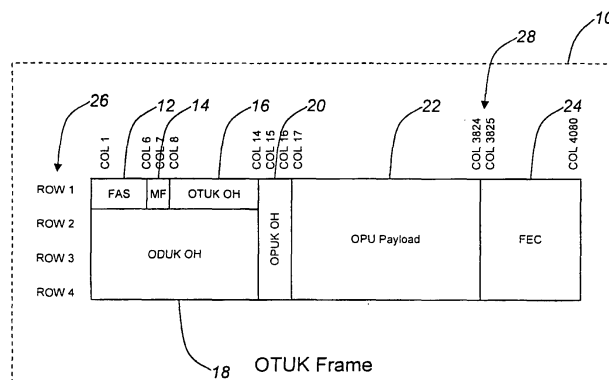 10
28
26
12
14
16
20
22
24
COL 1
COL 6
COL 7
COL 8
COL 14
COL 15
COL 16
COL 17
COL 3824
COL 3825
COL 4080
ROW 1
FAS
MF
OTUK OH
ROW 2
ROW 3
ODUK OH
OPUK OH
OPU Payload
FEC
ROW 4
18
OTUK Frame